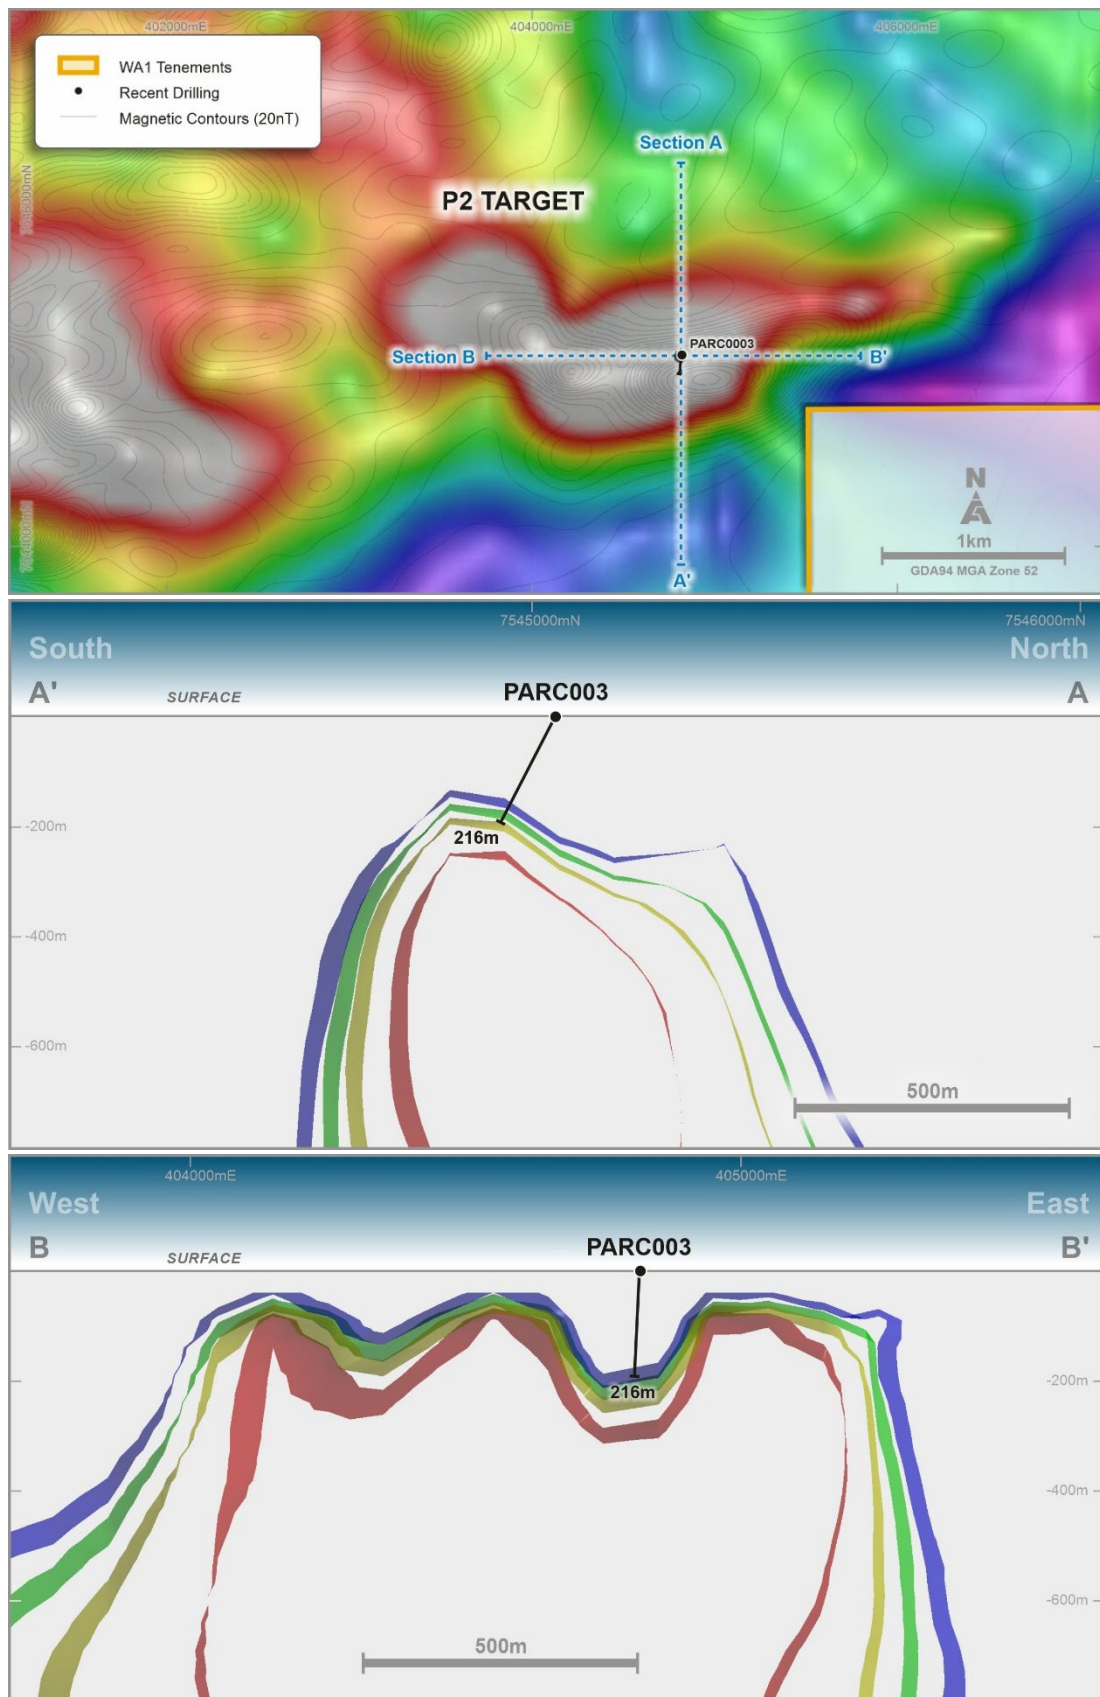 402000mE
404000mE
406000mE
WA1 Tenements
Recent Drilling
Magnetic Contours (20nT)
Section A
7546000mN
P2 TARGET
PARC0003
Section B
B'
N
1km
GDA94 MGA Zone 52
7544000mN
A'
7545000mN
7546000mN
South
North
A'
SURFACE
PARC003
A
-200m
216m
-400m
-600m
500m
404000mE
405000mE
West
East
B
SURFACE
PARC003
B'
-200m
216m
-400m
-600m
500m